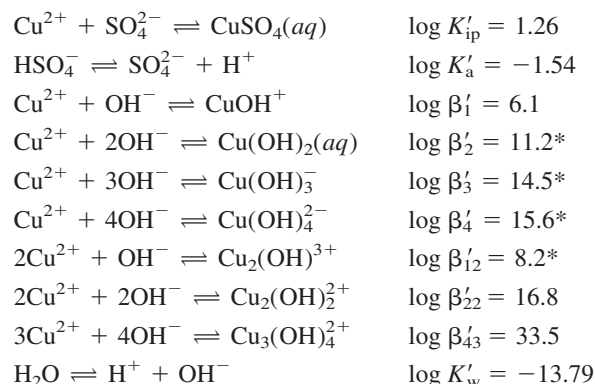 Cu²⁺ + SO₄²⁻ ⇌ CuSO₄(aq) log K′ᵢₚ = 1.26
HSO₄⁻ ⇌ SO₄²⁻ + H⁺ log K′ₐ = −1.54
Cu²⁺ + OH⁻ ⇌ CuOH⁺ log β′₁ = 6.1
Cu²⁺ + 2OH⁻ ⇌ Cu(OH)₂(aq) log β′₂ = 11.2*
Cu²⁺ + 3OH⁻ ⇌ Cu(OH)₃⁻ log β′₃ = 14.5*
Cu²⁺ + 4OH⁻ ⇌ Cu(OH)₄²⁻ log β′₄ = 15.6*
2Cu²⁺ + OH⁻ ⇌ Cu₂(OH)³⁺ log β′₁₂ = 8.2*
2Cu²⁺ + 2OH⁻ ⇌ Cu₂(OH)₂²⁺ log β′₂₂ = 16.8
3Cu²⁺ + 4OH⁻ ⇌ Cu₃(OH)₄²⁺ log β′₄₃ = 33.5
H₂O ⇌ H⁺ + OH⁻ log K′w = −13.79